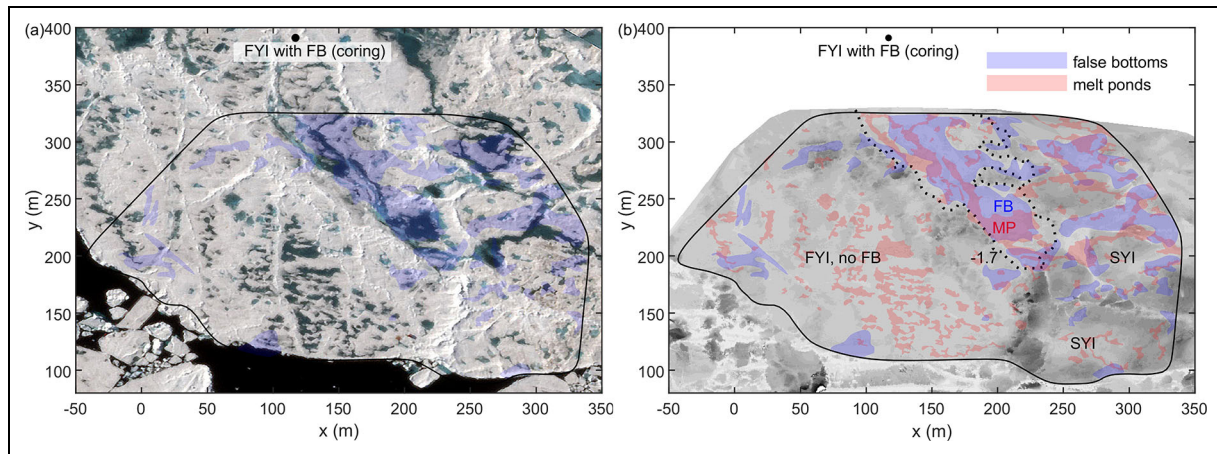 (a)
FYI with FB (coring)
400
350
300
250
200
150
100
y (m)
-50
0
50
100
150
200
250
300
350
x (m)
(b)
FYI with FB (coring)
false bottoms
melt ponds
FB
MP
FYI, no FB
-1.7
SYI
SYI
400
350
300
250
200
150
100
y (m)
-50
0
50
100
150
200
250
300
350
x (m)